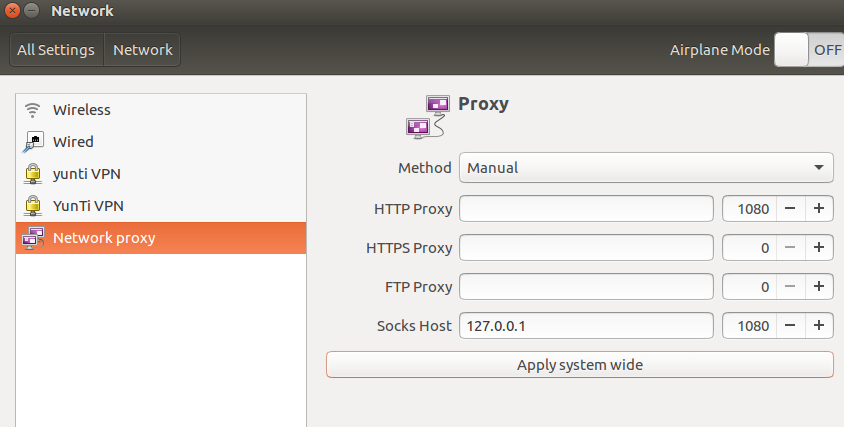 Network
All Settings Network Airplane Mode OFF
Wireless
Wired
yunti VPN
YunTi VPN
Network proxy
Proxy
Method Manual
HTTP Proxy 1080 − +
HTTPS Proxy 0 − +
FTP Proxy 0 − +
Socks Host 127.0.0.1 1080 − +
Apply system wide